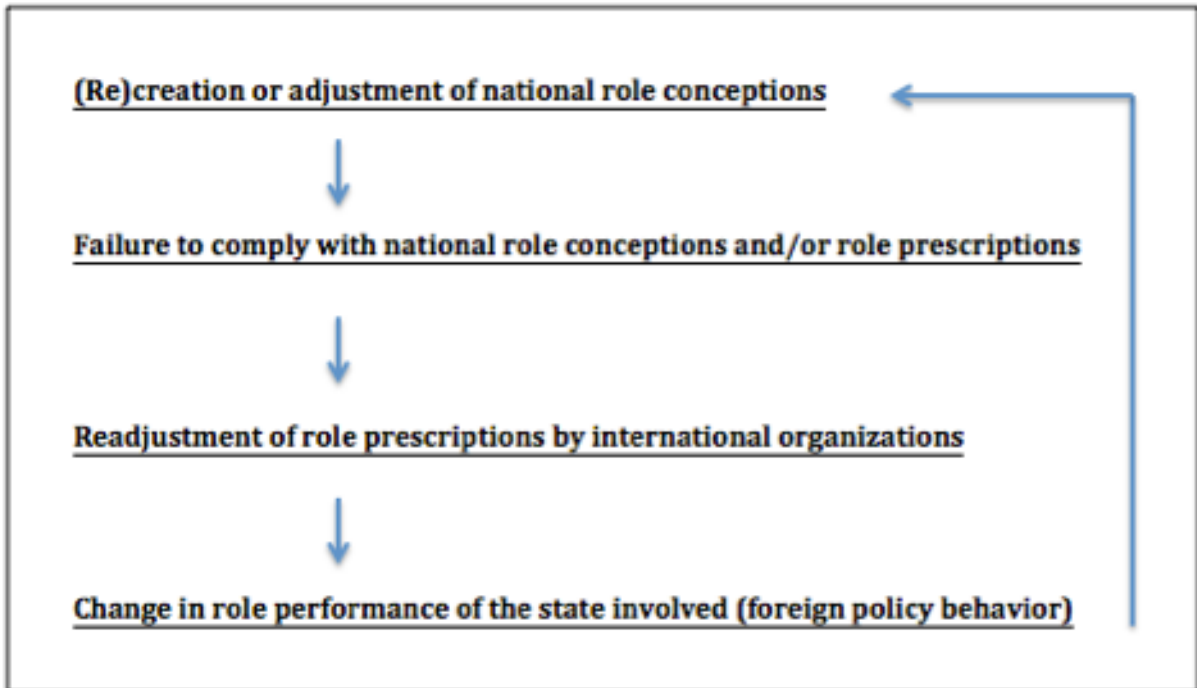 (Re)creation or adjustment of national role conceptions
Failure to comply with national role conceptions and/or role prescriptions
Readjustment of role prescriptions by international organizations
Change in role performance of the state involved (foreign policy behavior)